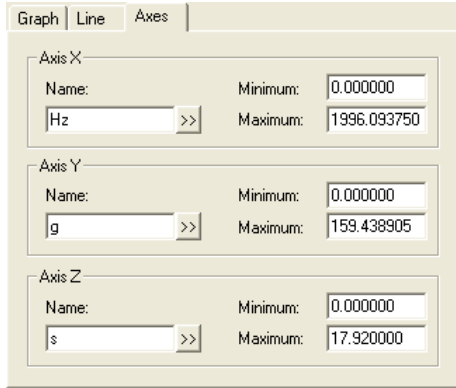 Graph Line Axes
Axis X
Name: Minimum: 0.000000
Hz >> Maximum: 1996.093750
Axis Y
Name: Minimum: 0.000000
g >> Maximum: 159.438905
Axis Z
Name: Minimum: 0.000000
s >> Maximum: 17.920000